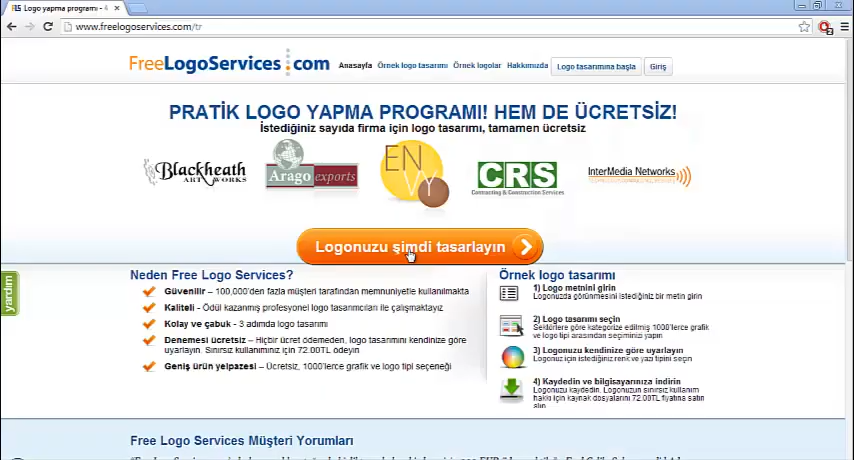 Logo yapma programı - 4
www.freelogoservices.com/tr
FreeLogoServices.com
Anasayfa Örnek logo tasarımı Örnek logolar Hakkımızda Logo tasarımına başla Giriş
PRATİK LOGO YAPMA PROGRAMI! HEM DE ÜCRETSİZ!
İstediğiniz sayıda firma için logo tasarımı, tamamen ücretsiz
Blackheath
ART WORKS
Arago
exports
EN
VY
CRS
Contracting & Construction Services
InterMedia Networks
Logonuzu şimdi tasarlayın
yardım
Neden Free Logo Services?
Güvenilir – 100,000'den fazla müşteri tarafından memnuniyetle kullanılmakta
Kaliteli - Ödül kazanmış profesyonel logo tasarımcıları ile çalışmaktayız
Kolay ve çabuk - 3 adımda logo tasarımı
Denemesi ücretsiz – Hiçbir ücret ödemeden, logo tasarımını kendinize göre
uyarlayın. Sınırsız kullanımınız için 72.00TL ödeyin
Geniş ürün yelpazesi – Ücretsiz, 1000'lerce grafik ve logo tipi seçeneği
Örnek logo tasarımı
1) Logo metnini girin
Logonuzda görünmesini istediğiniz bir metin girin
2) Logo tasarımı seçin
Sektörlere göre kategorize edilmiş 1000'lerce grafik
ve logo tipi arasından seçiminizi yapın
3) Logonuzu kendinize göre uyarlayın
Logonuz için istediğiniz renk ve yazı tipini seçin
4) Kaydedin ve bilgisayarınıza indirin
Logonuzu kaydedin. Logonuzun sınırsız kullanım
hakkı için kaynak dosyalarını 72.00TL fiyatına satın
alın
Free Logo Services Müşteri Yorumları